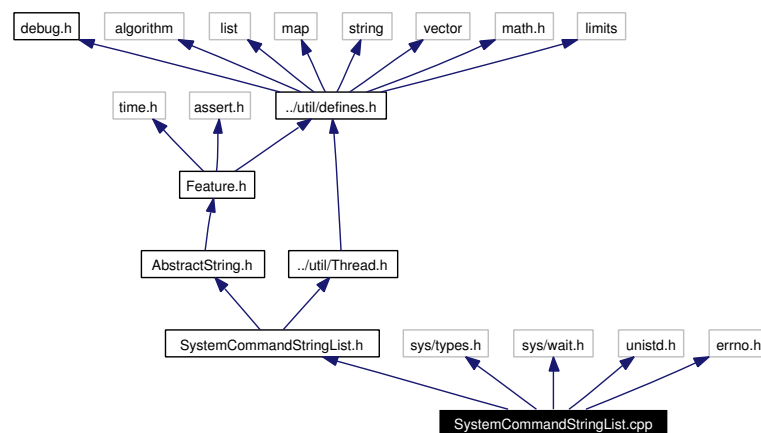 debug.h algorithm list map string vector math.h limits
time.h assert.h ../util/defines.h
Feature.h
AbstractString.h ../util/Thread.h
SystemCommandStringList.h sys/types.h sys/wait.h unistd.h errno.h
SystemCommandStringList.cpp